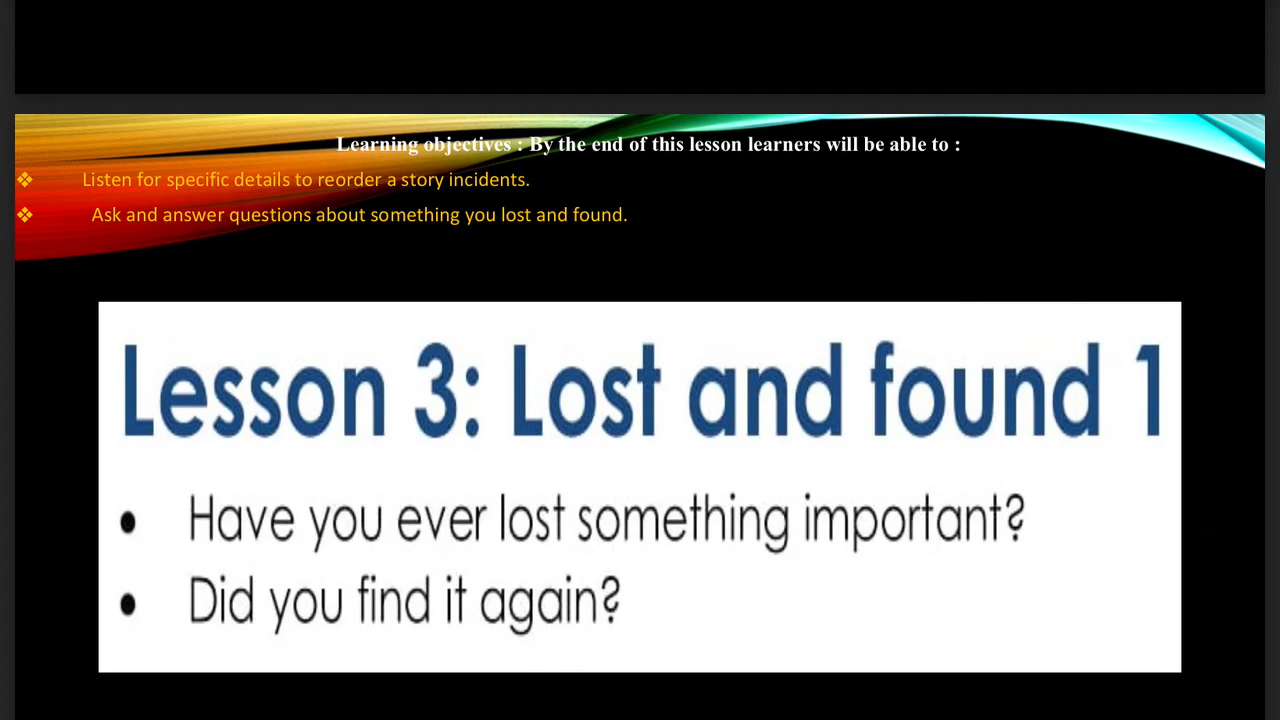 Learning objectives : By the end of this lesson learners will be able to :
❖ Listen for specific details to reorder a story incidents.
❖ Ask and answer questions about something you lost and found.
Lesson 3: Lost and found 1
• Have you ever lost something important?
• Did you find it again?